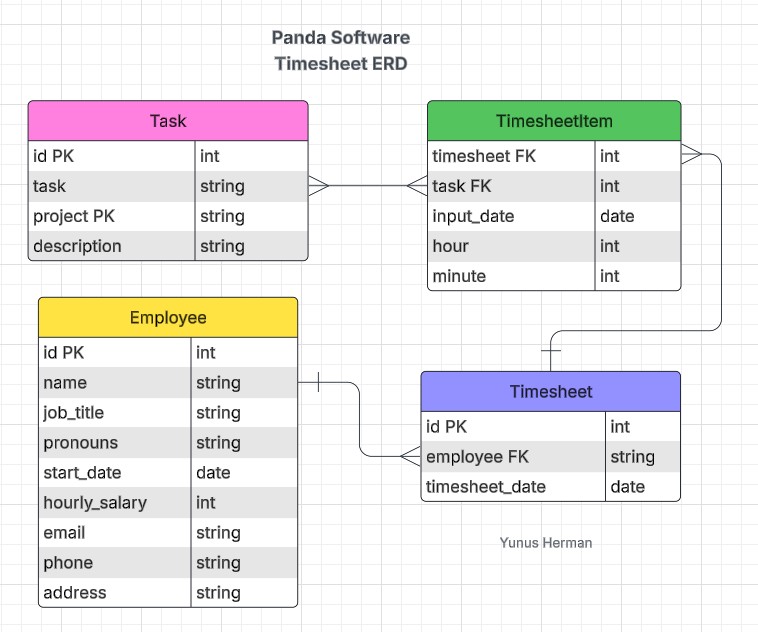 Panda Software
Timesheet ERD
Task
id PK int
task string
project PK string
description string
TimesheetItem
timesheet FK int
task FK int
input_date date
hour int
minute int
Employee
id PK int
name string
job_title string
pronouns string
start_date date
hourly_salary int
email string
phone string
address string
Timesheet
id PK int
employee FK string
timesheet_date date
Yunus Herman